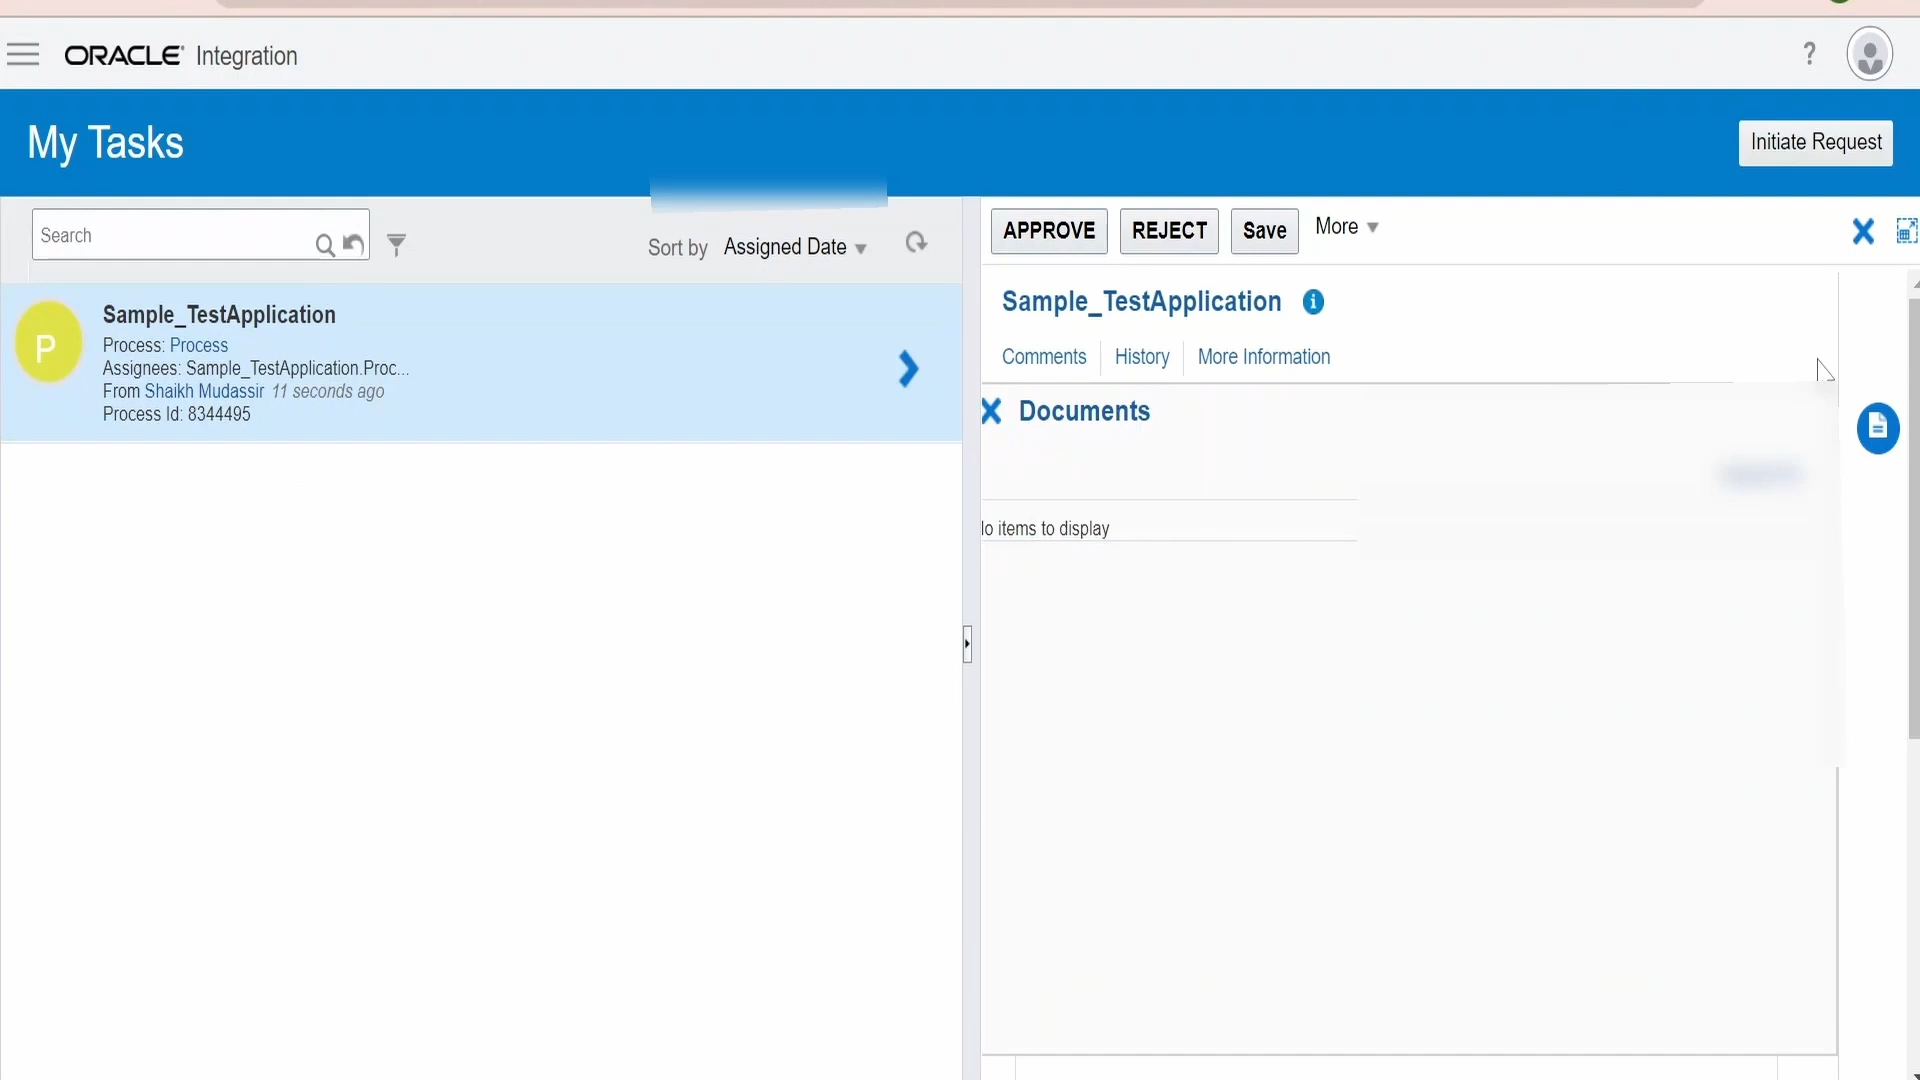 ORACLE Integration
?
My Tasks
Initiate Request
Search
Sort by Assigned Date
APPROVE REJECT Save More
P
Sample_TestApplication
Process: Process
Assignees: Sample_TestApplication.Proc...
From Shaikh Mudassir 11 seconds ago
Process Id: 8344495
Sample_TestApplication
Comments History More Information
Documents
lo items to display